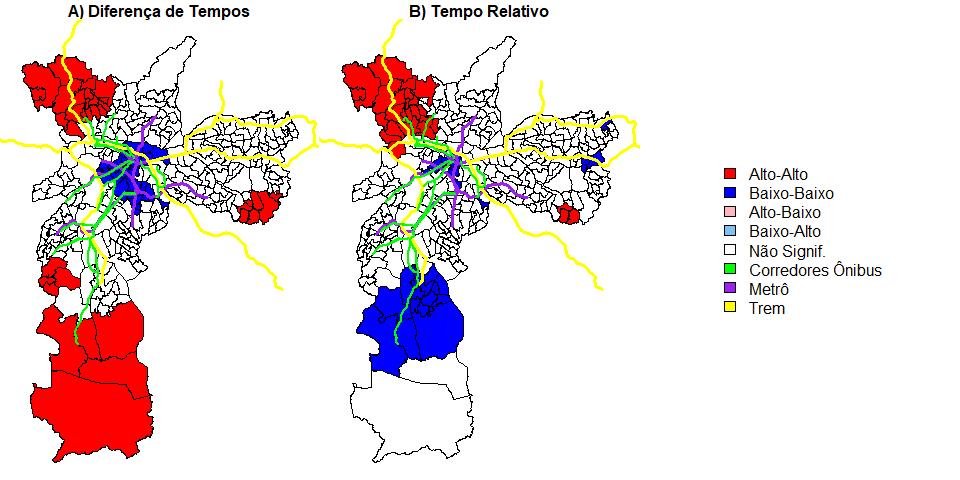 A) Diferença de Tempos
B) Tempo Relativo
Alto-Alto
Baixo-Baixo
Alto-Baixo
Baixo-Alto
Não Signif.
Corredores Ônibus
Metrô
Trem